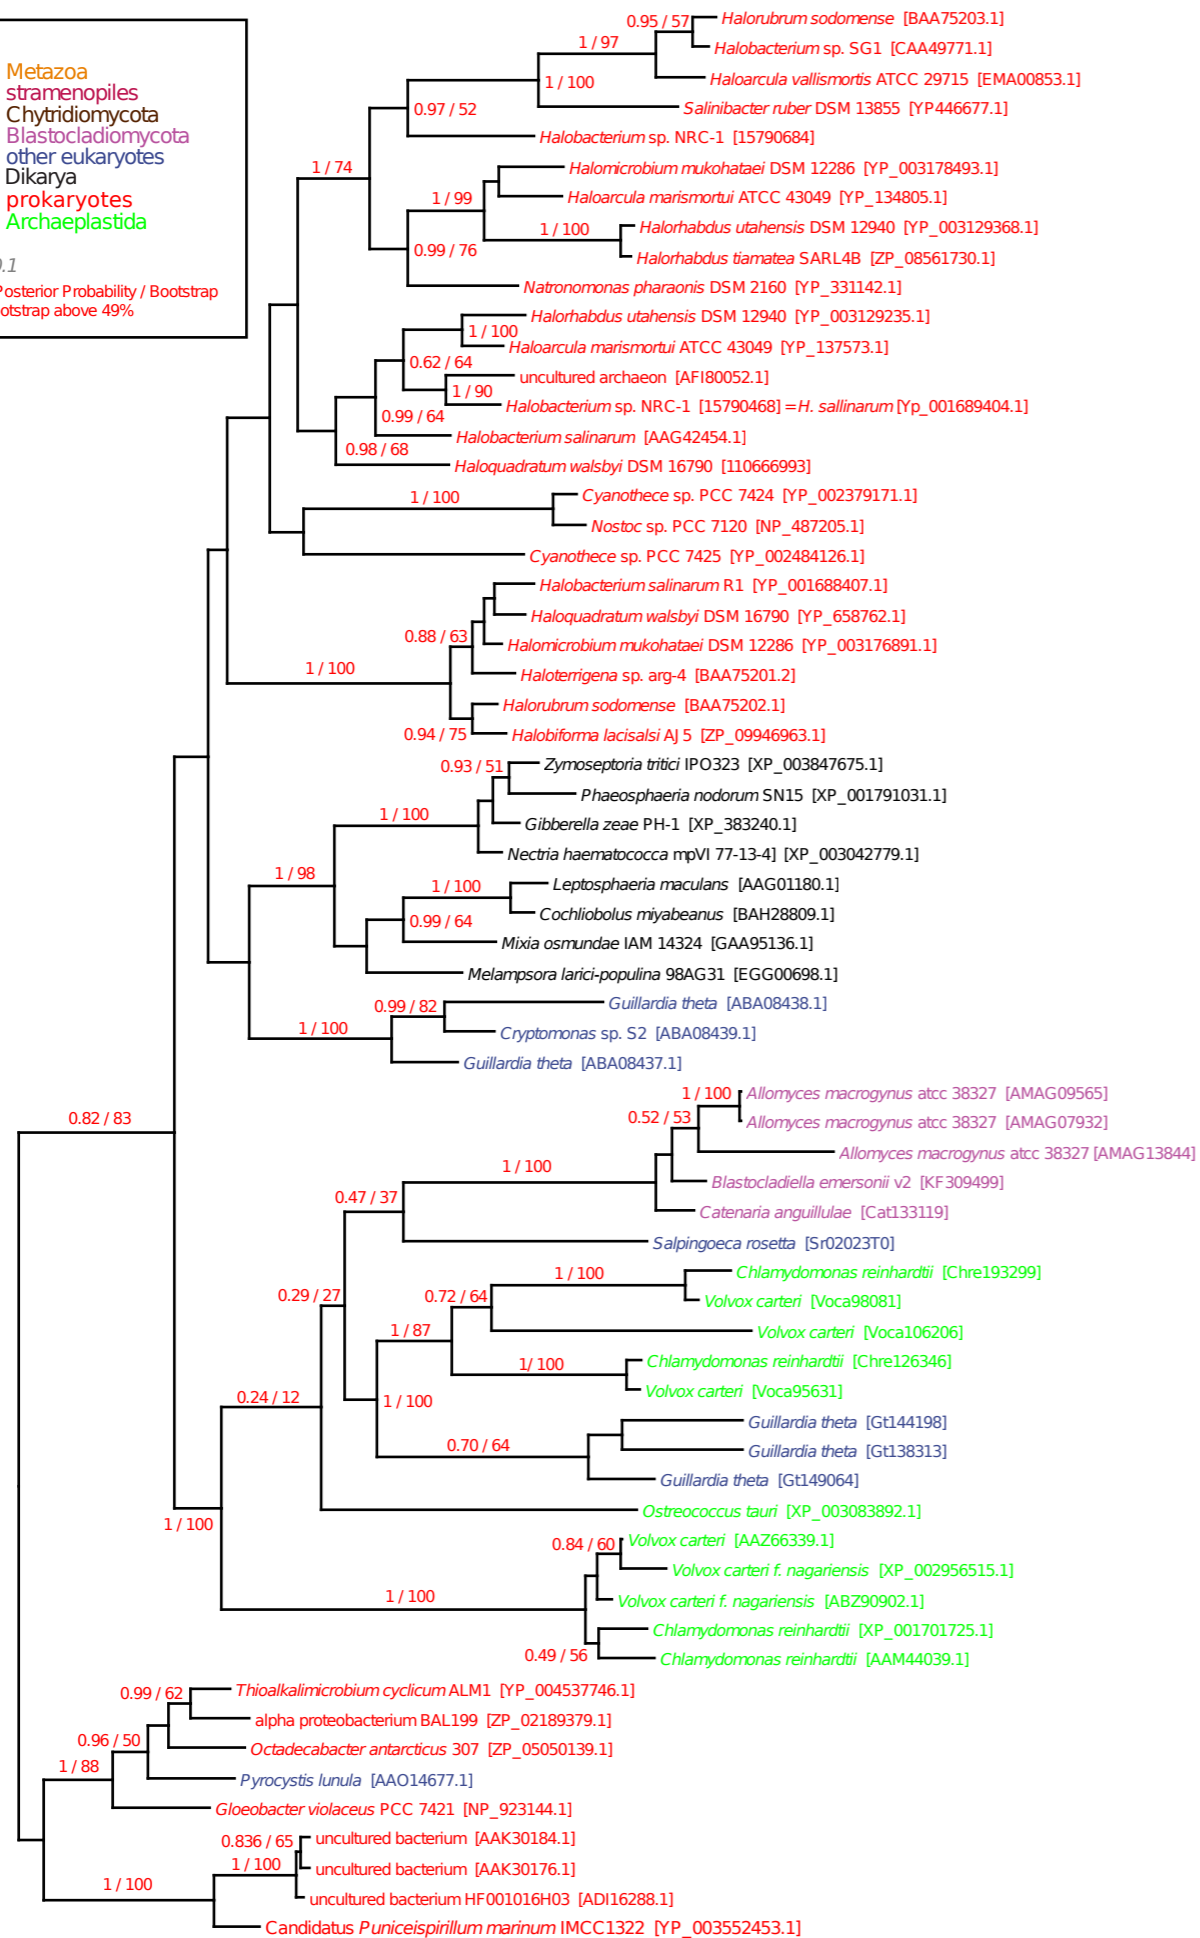 Metazoa
stramenopiles
Chytridiomycota
Blastocladiomycota
other eukaryotes
Dikarya
prokaryotes
Archaeplastida
0.1
Posterior Probability / Bootstrap
otstrap above 49%
0.95 / 57 Halorubrum sodomense [BAA75203.1]
1 / 97 Halobacterium sp. SG1 [CAA49771.1]
1 / 100 Haloarcula vallismortis ATCC 29715 [EMA00853.1]
0.97 / 52 Salinibacter ruber DSM 13855 [YP446677.1]
Halobacterium sp. NRC-1 [15790684]
1 / 74 Halomicrobium mukohataei DSM 12286 [YP_003178493.1]
1 / 99 Haloarcula marismortui ATCC 43049 [YP_134805.1]
1 / 100 Halorhabdus utahensis DSM 12940 [YP_003129368.1]
0.99 / 76 Halorhabdus tiamatea SARL4B [ZP_08561730.1]
Natronomonas pharaonis DSM 2160 [YP_331142.1]
Halorhabdus utahensis DSM 12940 [YP_003129235.1]
1 / 100 Haloarcula marismortui ATCC 43049 [YP_137573.1]
0.62 / 64 uncultured archaeon [AFI80052.1]
1 / 90 Halobacterium sp. NRC-1 [15790468] =H. sallinarum [Yp_001689404.1]
0.99 / 64 Halobacterium salinarum [AAG42454.1]
0.98 / 68 Haloquadratum walsbyi DSM 16790 [110666993]
1 / 100 Cyanothece sp. PCC 7424 [YP_002379171.1]
Nostoc sp. PCC 7120 [NP_487205.1]
Cyanothece sp. PCC 7425 [YP_002484126.1]
Halobacterium salinarum R1 [YP_001688407.1]
Haloquadratum walsbyi DSM 16790 [YP_658762.1]
0.88 / 63 Halomicrobium mukohataei DSM 12286 [YP_003176891.1]
1 / 100 Haloterrigena sp. arg-4 [BAA75201.2]
Halorubrum sodomense [BAA75202.1]
0.94 / 75 Halobiforma lacisalsi AJ5 [ZP_09946963.1]
0.93 / 51 Zymoseptoria tritici IPO323 [XP_003847675.1]
Phaeosphaeria nodorum SN15 [XP_001791031.1]
1 / 100 Gibberella zeae PH-1 [XP_383240.1]
Nectria haematococca mpVI 77-13-4] [XP_003042779.1]
1 / 98 1 / 100 Leptosphaeria maculans [AAG01180.1]
0.99 / 64 Cochliobolus miyabeanus [BAH28809.1]
Mixia osmundae IAM 14324 [GAA95136.1]
Melampsora larici-populina 98AG31 [EGG00698.1]
0.99 / 82 Guillardia theta [ABA08438.1]
1 / 100 Cryptomonas sp. S2 [ABA08439.1]
Guillardia theta [ABA08437.1]
1 / 100 Allomyces macrogynus atcc 38327 [AMAG09565]
0.82 / 83 0.52 / 53 Allomyces macrogynus atcc 38327 [AMAG07932]
Allomyces macrogynus atcc 38327 [AMAG13844]
1 / 100 Blastocladiella emersonii v2 [KF309499]
0.47 / 37 Catenaria anguillulae [Cat133119]
Salpingoeca rosetta [Sr02023T0]
1 / 100 Chlamydomonas reinhardtii [Chre193299]
0.29 / 27 0.72 / 64 Volvox carteri [Voca98081]
1 / 87 Volvox carteri [Voca106206]
1/ 100 Chlamydomonas reinhardtii [Chre126346]
0.24 / 12 1 / 100 Volvox carteri [Voca95631]
Guillardia theta [Gt144198]
0.70 / 64 Guillardia theta [Gt138313]
Guillardia theta [Gt149064]
Ostreococcus tauri [XP_003083892.1]
1 / 100
0.84 / 60 Volvox carteri [AAZ66339.1]
Volvox carteri f. nagariensis [XP_002956515.1]
1 / 100 Volvox carteri f. nagariensis [ABZ90902.1]
Chlamydomonas reinhardtii [XP_001701725.1]
0.49 / 56 Chlamydomonas reinhardtii [AAM44039.1]
0.99 / 62 Thioalkalimicrobium cyclicum ALM1 [YP_004537746.1]
alpha proteobacterium BAL199 [ZP_02189379.1]
0.96 / 50 Octadecabacter antarcticus 307 [ZP_05050139.1]
1 / 88 Pyrocystis lunula [AAO14677.1]
Gloeobacter violaceus PCC 7421 [NP_923144.1]
0.836 / 65 uncultured bacterium [AAK30184.1]
1 / 100 uncultured bacterium [AAK30176.1]
1 / 100 uncultured bacterium HF001016H03 [ADI16288.1]
Candidatus Puniceispirillum marinum IMCC1322 [YP_003552453.1]